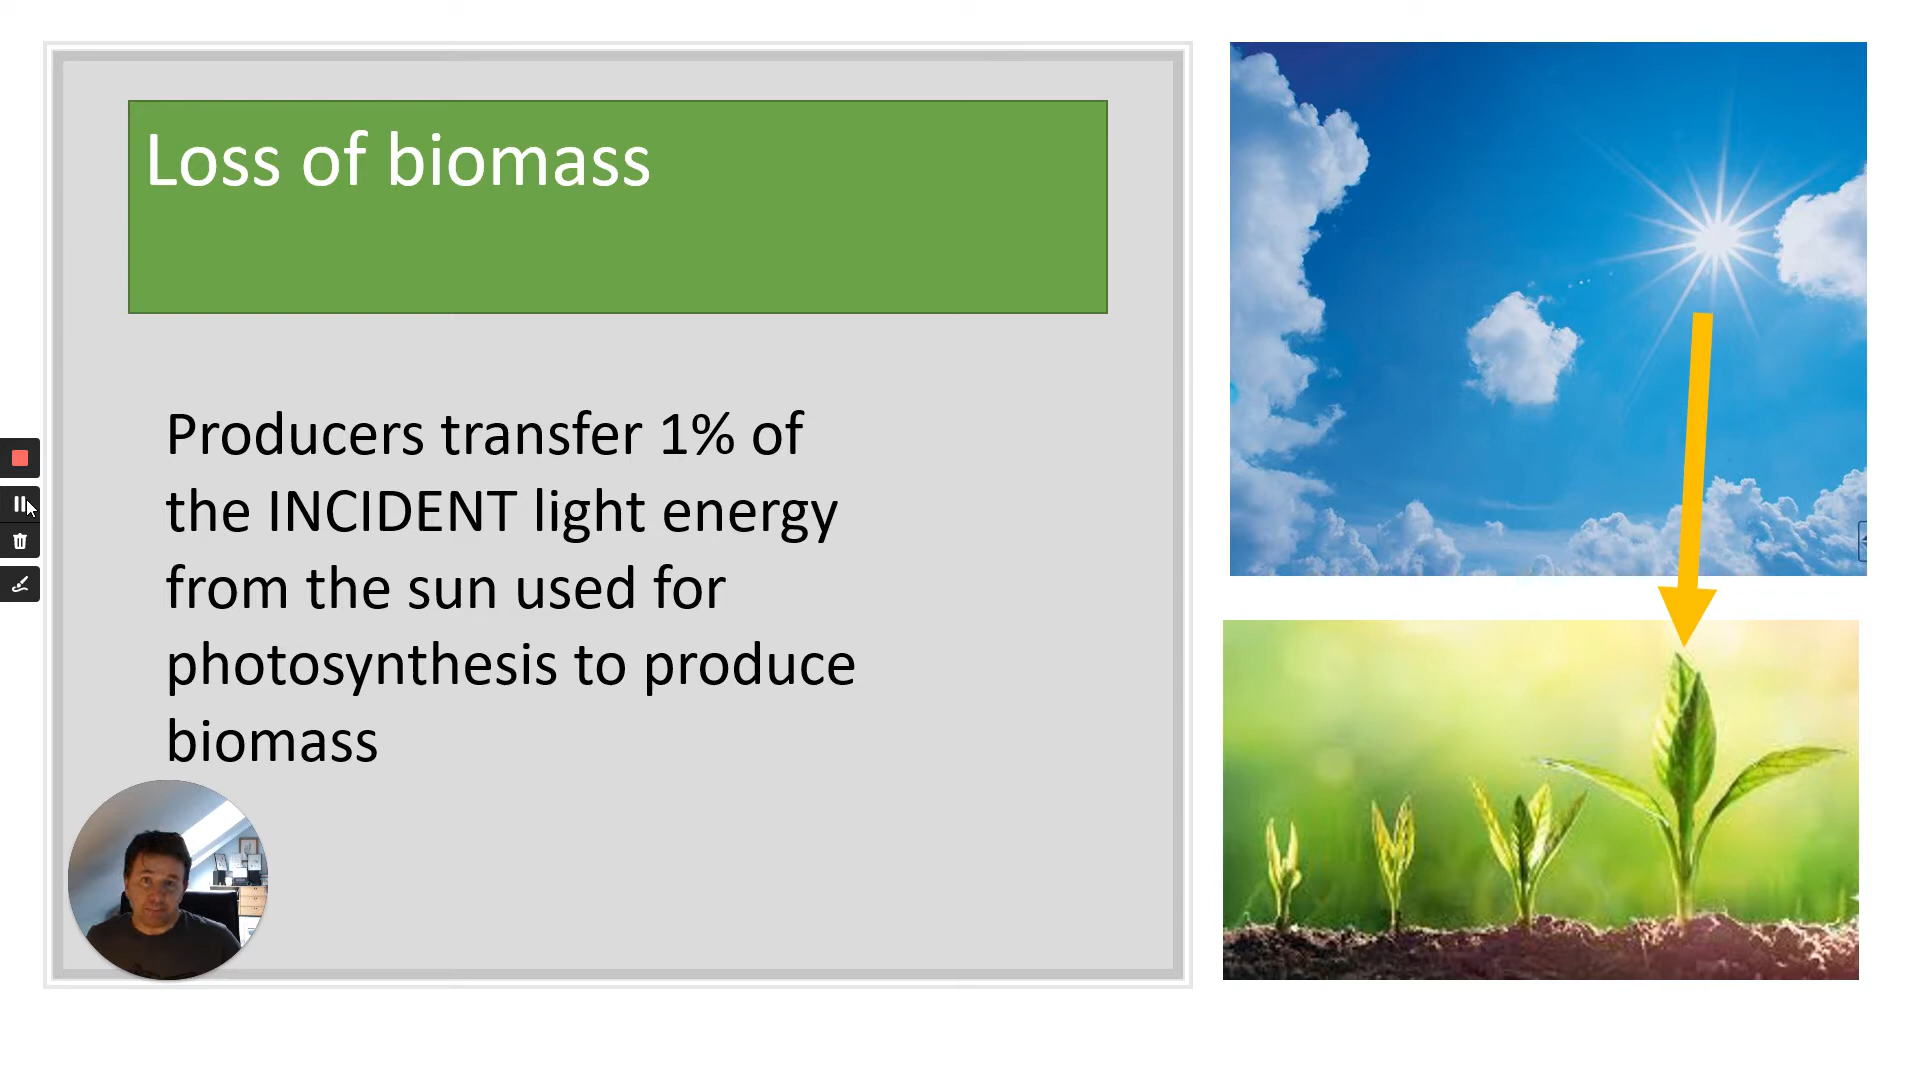 Loss of biomass
Producers transfer 1% of
the INCIDENT light energy
from the sun used for
photosynthesis to produce
biomass